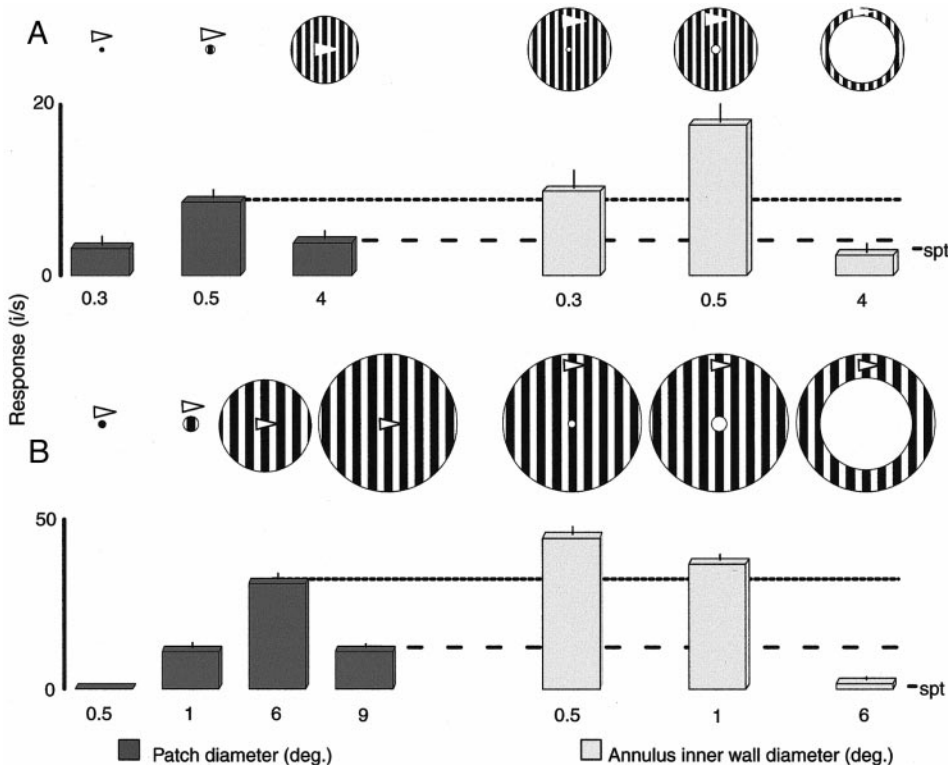 A
20
0
spt
0.3 0.5 4 0.3 0.5 4
Response (i/s)
B
50
0
spt
0.5 1 6 9 0.5 1 6
Patch diameter (deg.) Annulus inner wall diameter (deg.)